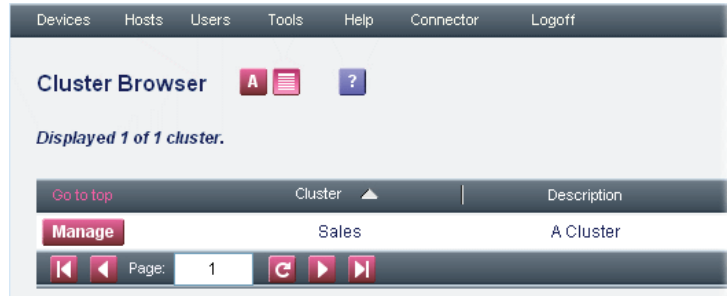 Devices Hosts Users Tools Help Connector Logoff
Cluster Browser A ?
Displayed 1 of 1 cluster.
Go to top Cluster Description
Manage Sales A Cluster
Page: 1